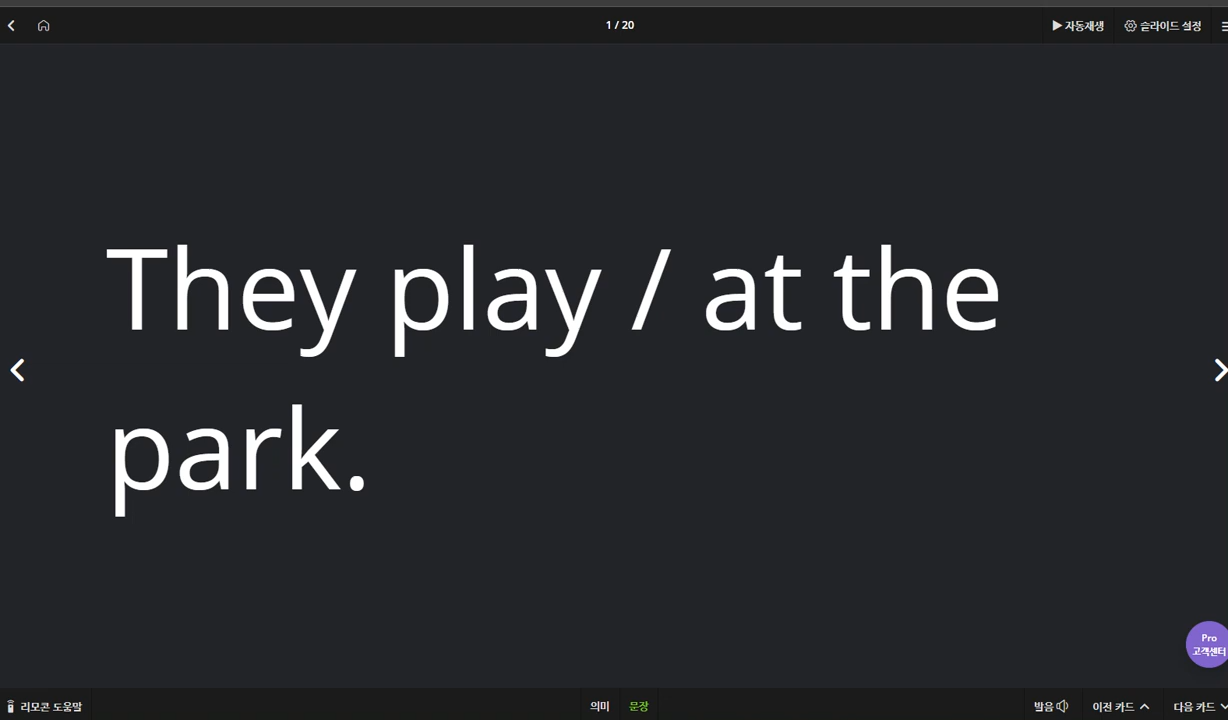 1 / 20
▶ 자동재생
슬라이드 설정
They play / at the
park.
Pro
고객센터
리모콘 도움말
의미
문장
발음
이전 카드
다음 카드